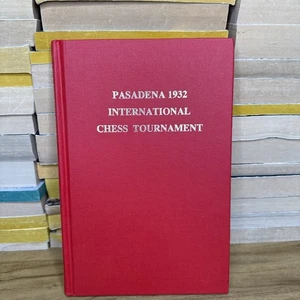 PASADENA 1932
INTERNATIONAL
CHESS TOURNAMENT